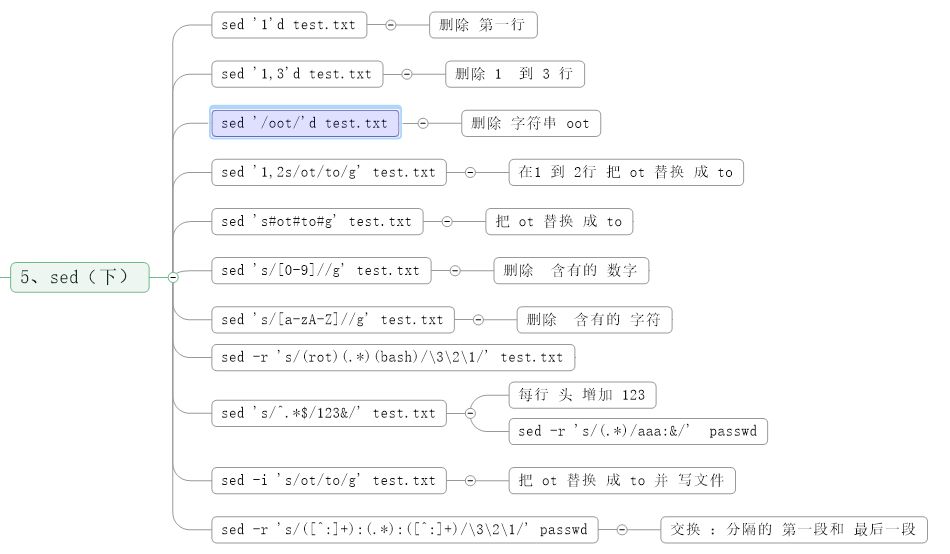 5、sed（下）
sed '1'd test.txt
删除 第一行
sed '1,3'd test.txt
删除 1 到 3 行
sed '/oot/'d test.txt
删除 字符串 oot
sed '1,2s/ot/to/g' test.txt
在1 到 2行 把 ot 替换 成 to
sed 's#ot#to#g' test.txt
把 ot 替换 成 to
sed 's/[0-9]//g' test.txt
删除 含有的 数字
sed 's/[a-zA-Z]//g' test.txt
删除 含有的 字符
sed -r 's/(rot)(.*)(bash)/\3\2\1/' test.txt
sed 's/^.*$/123&/' test.txt
每行 头 增加 123
sed -r 's/(.*)/aaa:&/' passwd
sed -i 's/ot/to/g' test.txt
把 ot 替换 成 to 并 写文件
sed -r 's/([^:]+):(.*):([^:]+)/\3\2\1/' passwd
交换 ：分隔的 第一段和 最后一段